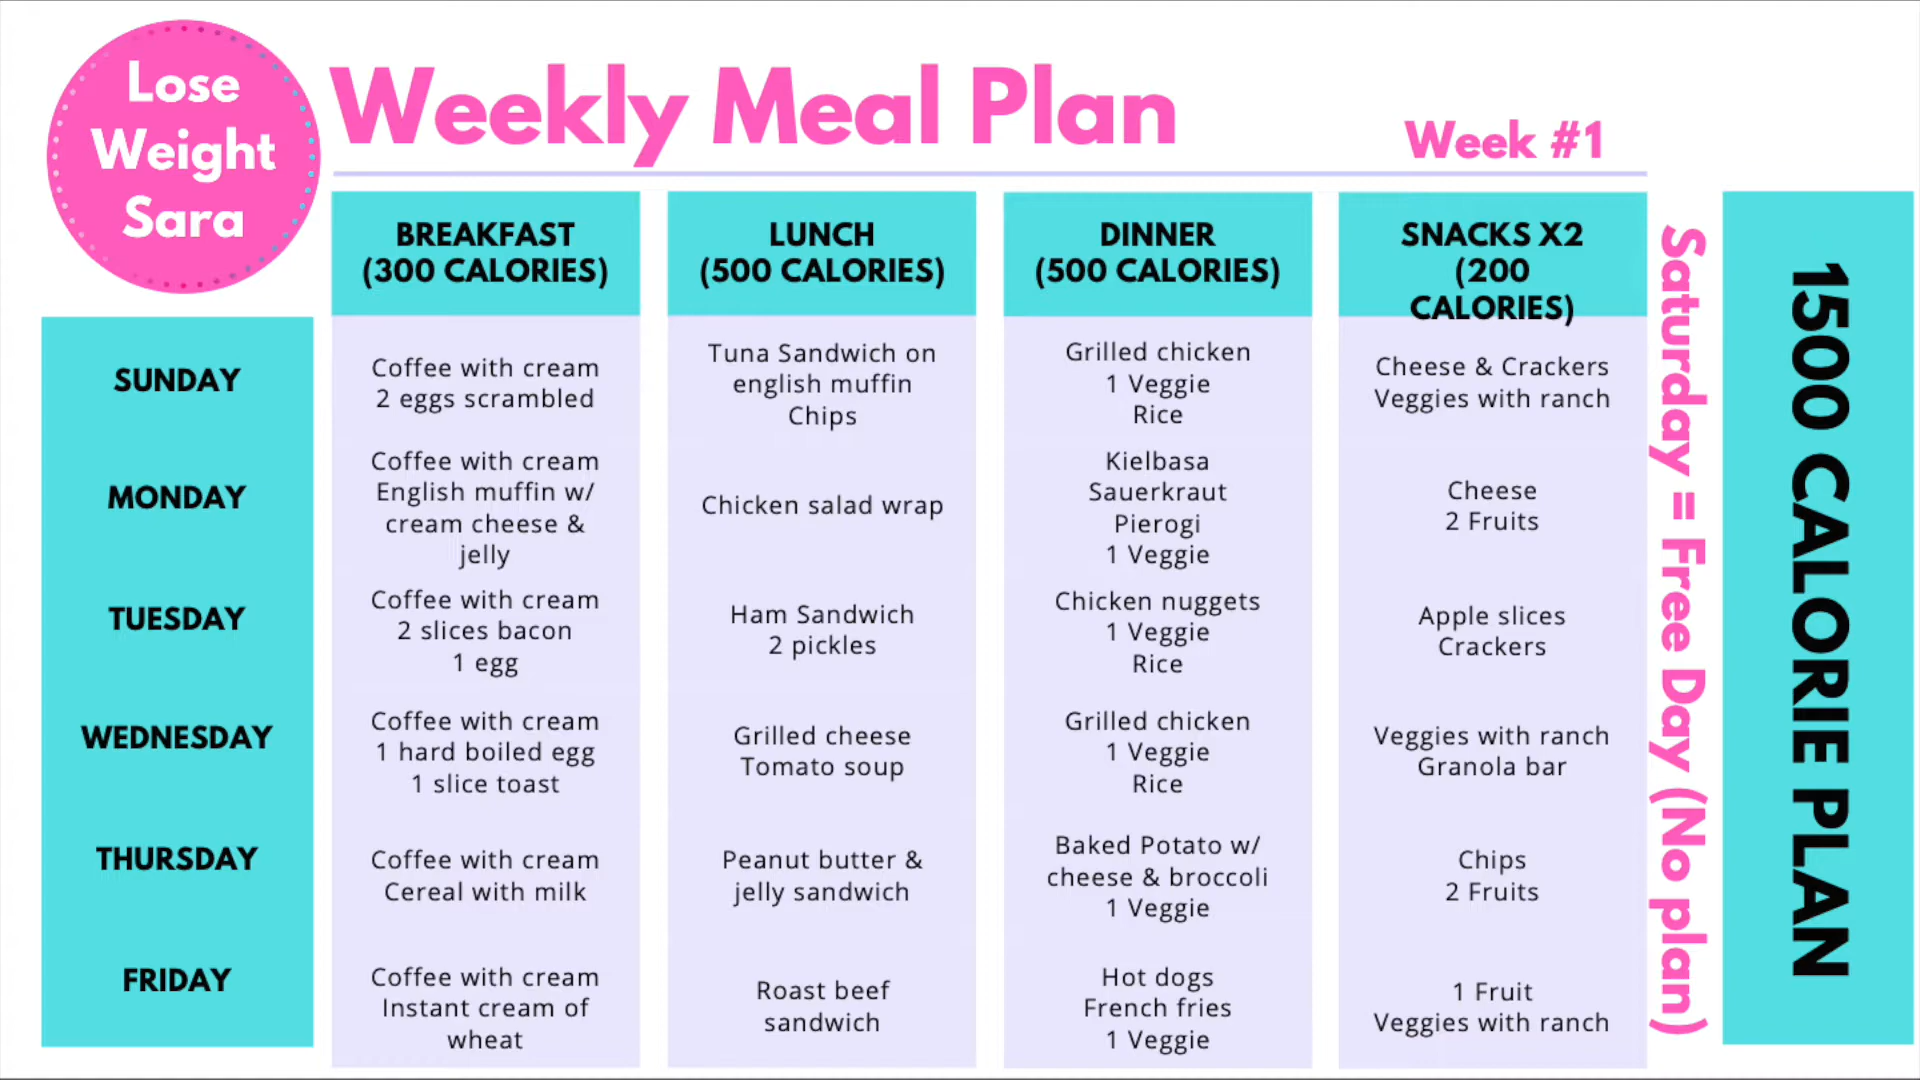 Lose
Weight
Sara
Weekly Meal Plan
Week #1
BREAKFAST
(300 CALORIES)
LUNCH
(500 CALORIES)
DINNER
(500 CALORIES)
SNACKS X2
(200
CALORIES)
SUNDAY
Coffee with cream
2 eggs scrambled
Tuna Sandwich on
english muffin
Chips
Grilled chicken
1 Veggie
Rice
Cheese & Crackers
Veggies with ranch
MONDAY
Coffee with cream
English muffin w/
cream cheese &
jelly
Chicken salad wrap
Kielbasa
Sauerkraut
Pierogi
1 Veggie
Cheese
2 Fruits
TUESDAY
Coffee with cream
2 slices bacon
1 egg
Ham Sandwich
2 pickles
Chicken nuggets
1 Veggie
Rice
Apple slices
Crackers
WEDNESDAY
Coffee with cream
1 hard boiled egg
1 slice toast
Grilled cheese
Tomato soup
Grilled chicken
1 Veggie
Rice
Veggies with ranch
Granola bar
THURSDAY
Coffee with cream
Cereal with milk
Peanut butter &
jelly sandwich
Baked Potato w/
cheese & broccoli
1 Veggie
Chips
2 Fruits
FRIDAY
Coffee with cream
Instant cream of
wheat
Roast beef
sandwich
Hot dogs
French fries
1 Veggie
1 Fruit
Veggies with ranch
Saturday = Free Day (No plan)
1500 CALORIE PLAN